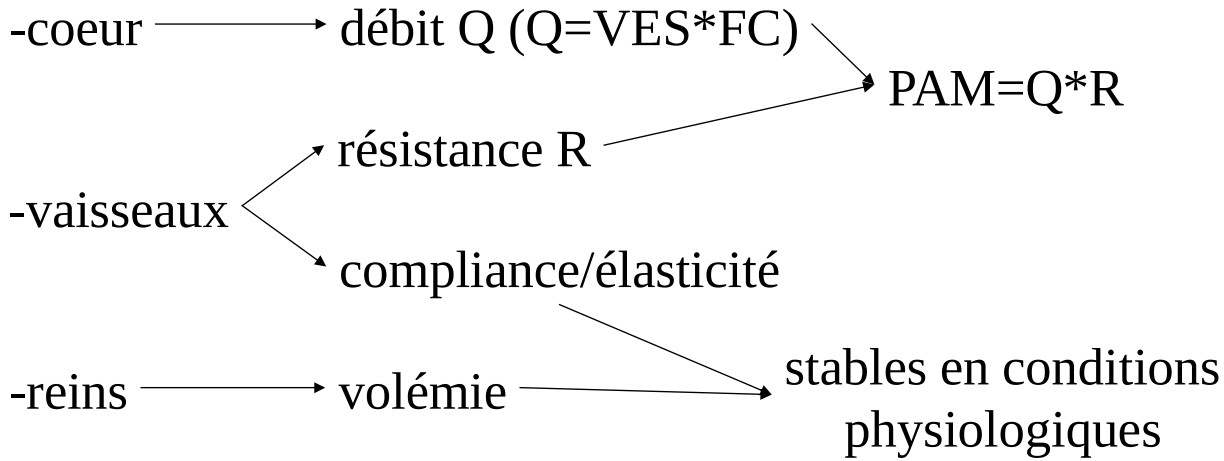 -coeur
débit Q (Q=VES*FC)
PAM=Q*R
résistance R
-vaisseaux
compliance/élasticité
stables en conditions
physiologiques
-reins
volémie